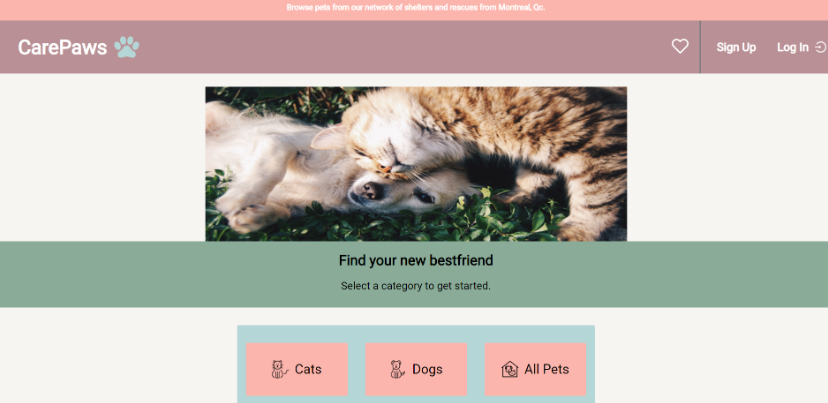 Browse pets from our network of shelters and rescues from Montreal, Qc.
CarePaws
Sign Up
Log In
Find your new bestfriend
Select a category to get started.
Cats
Dogs
All Pets